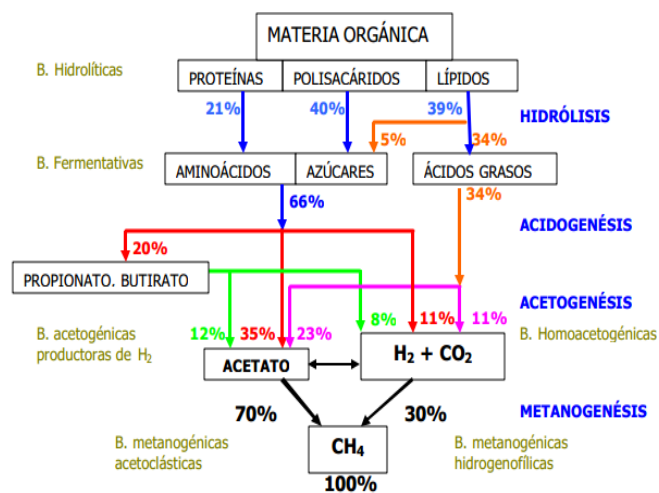 MATERIA ORGÁNICA
B. Hidrolíticas
PROTEÍNAS
POLISACÁRIDOS
LÍPIDOS
21%
40%
39%
HIDRÓLISIS
5%
34%
B. Fermentativas
AMINOÁCIDOS
AZÚCARES
ÁCIDOS GRASOS
66%
34%
ACIDOGENÉSIS
20%
PROPIONATO. BUTIRATO
ACETOGENÉSIS
B. acetogénicas
productoras de H2
12%
35%
23%
8%
11%
11%
B. Homoacetogénicas
ACETATO
H2 + CO2
70%
30%
METANOGENÉSIS
B. metanogénicas
acetoclásticas
CH4
B. metanogénicas
hidrogenofílicas
100%